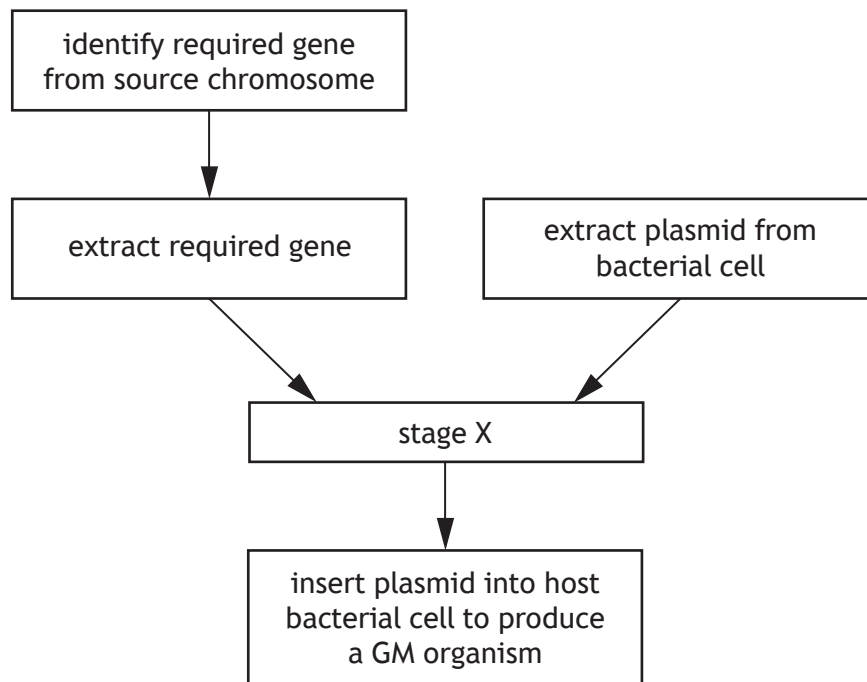 identify required gene
from source chromosome
extract required gene
extract plasmid from
bacterial cell
stage X
insert plasmid into host
bacterial cell to produce
a GM organism